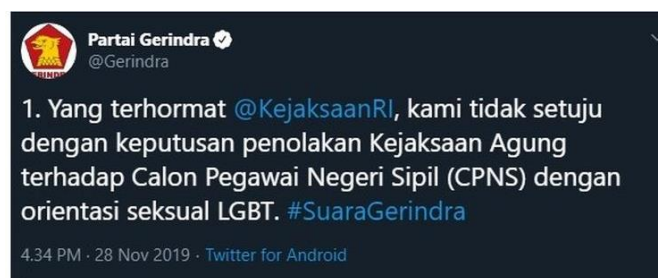 Partai Gerindra
@Gerindra
1. Yang terhormat @KejaksaanRI, kami tidak setuju
dengan keputusan penolakan Kejaksaan Agung
terhadap Calon Pegawai Negeri Sipil (CPNS) dengan
orientasi seksual LGBT. #SuaraGerindra
4.34 PM · 28 Nov 2019 · Twitter for Android